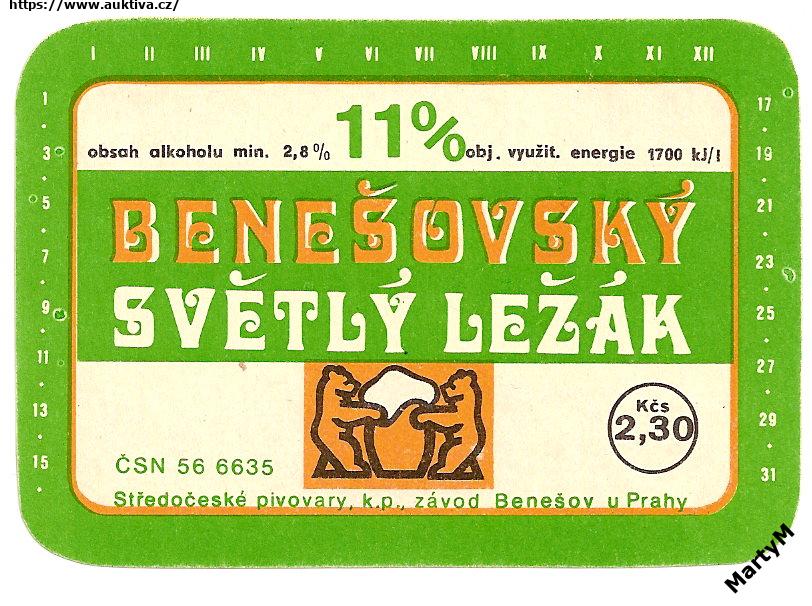 https://www.auktiva.cz/
I II III IV V VI VII VIII IX X XI XII
1 · 3 · 5 · 7 · 9 · 11 · 13 · 15 ·
11%
obsah alkoholu min. 2,8% obj. využit. energie 1700 kJ/l
BENEŠOVSKÝ
SVĚTLÝ LEŽÁK
Kčs
2,30
ČSN 56 6635
Středočeské pivovary, k.p., závod Benešov u Prahy
17 · 19 · 21 · 23 · 25 · 27 · 29 · 31
MartyM